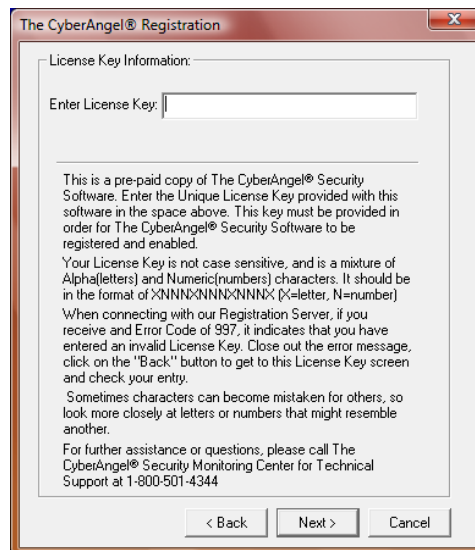 The CyberAngel® Registration
License Key Information:
Enter License Key:
This is a pre-paid copy of The CyberAngel® Security
Software. Enter the Unique License Key provided with this
software in the space above. This key must be provided in
order for The CyberAngel® Security Software to be
registered and enabled.
Your License Key is not case sensitive, and is a mixture of
Alpha(letters) and Numeric(numbers) characters. It should be
in the format of XNNNXNNNXNNNX (X=letter, N=number)
When connecting with our Registration Server, if you
receive and Error Code of 997, it indicates that you have
entered an invalid License Key. Close out the error message,
click on the "Back" button to get to this License Key screen
and check your entry.
Sometimes characters can become mistaken for others, so
look more closely at letters or numbers that might resemble
another.
For further assistance or questions, please call The
CyberAngel® Security Monitoring Center for Technical
Support at 1-800-501-4344
< Back Next > Cancel